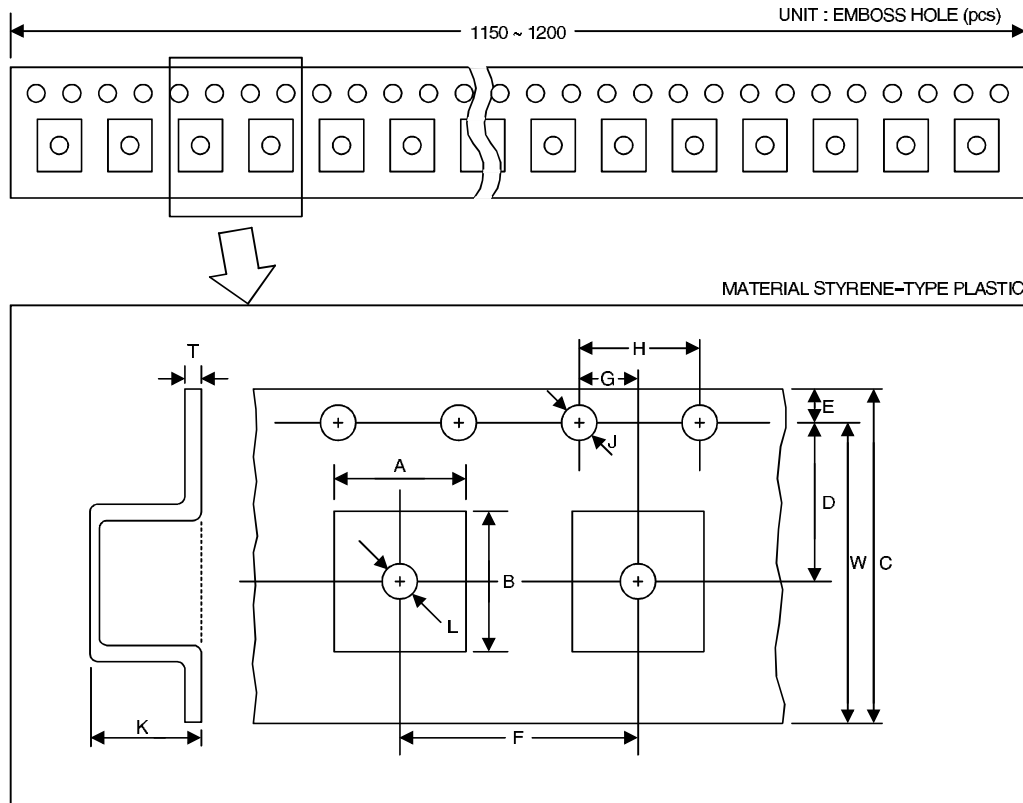 UNIT : EMBOSS HOLE (pcs)
1150 ~ 1200
MATERIAL STYRENE-TYPE PLASTIC
T
H
G
E
J
A
D
B
W
C
L
K
F